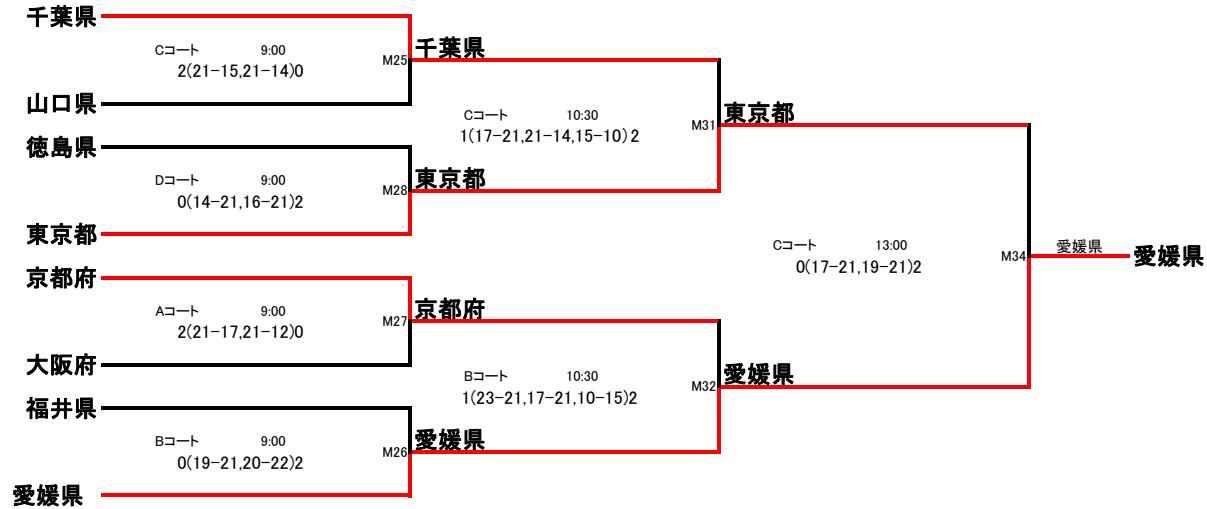 千葉県
Cコート 9:00
2(21-15,21-14)0
M25
千葉県
山口県
Cコート 10:30
1(17-21,21-14,15-10)2
M31
東京都
徳島県
Dコート 9:00
0(14-21,16-21)2
M28
東京都
東京都
Cコート 13:00
0(17-21,19-21)2
M34
愛媛県
愛媛県
京都府
Aコート 9:00
2(21-17,21-12)0
M27
京都府
大阪府
Bコート 10:30
1(23-21,17-21,10-15)2
M32
愛媛県
福井県
Bコート 9:00
0(19-21,20-22)2
M26
愛媛県
愛媛県